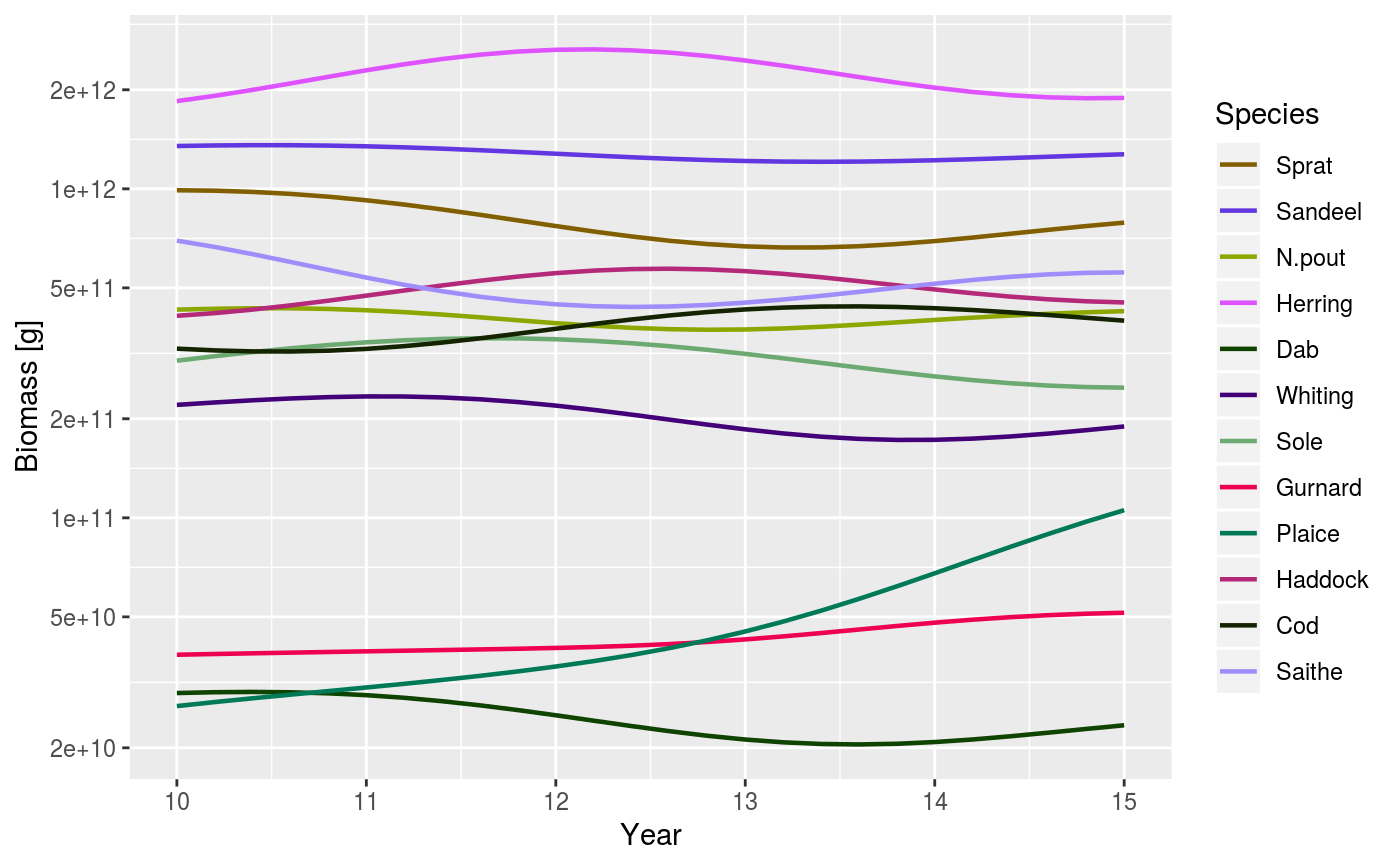 2e+12
1e+12
5e+11
2e+11
1e+11
5e+10
2e+10
Biomass [g]
10 11 12 13 14 15
Year
Species
Sprat
Sandeel
N.pout
Herring
Dab
Whiting
Sole
Gurnard
Plaice
Haddock
Cod
Saithe